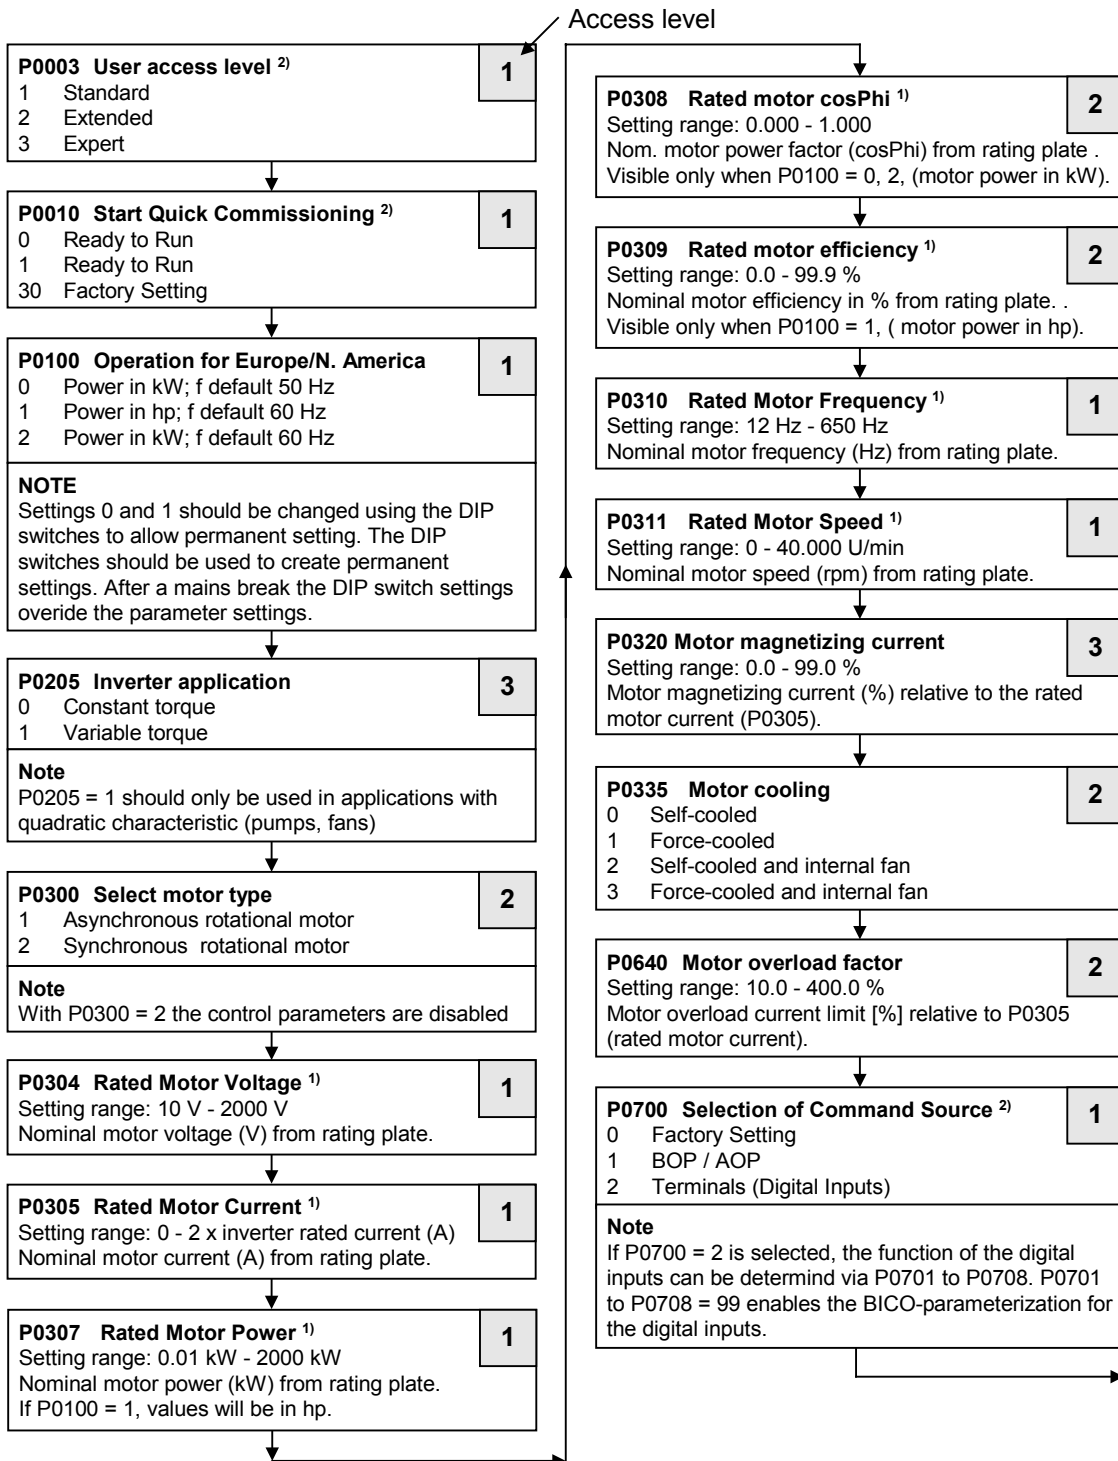 Access level
P0003 User access level 2)
1
1 Standard
2 Extended
3 Expert
P0010 Start Quick Commissioning 2)
1
0 Ready to Run
1 Ready to Run
30 Factory Setting
P0100 Operation for Europe/N. America
1
0 Power in kW; f default 50 Hz
1 Power in hp; f default 60 Hz
2 Power in kW; f default 60 Hz
NOTE
Settings 0 and 1 should be changed using the DIP
switches to allow permanent setting. The DIP
switches should be used to create permanent
settings. After a mains break the DIP switch settings
overide the parameter settings.
P0205 Inverter application
3
0 Constant torque
1 Variable torque
Note
P0205 = 1 should only be used in applications with
quadratic characteristic (pumps, fans)
P0300 Select motor type
2
1 Asynchronous rotational motor
2 Synchronous rotational motor
Note
With P0300 = 2 the control parameters are disabled
P0304 Rated Motor Voltage 1)
1
Setting range: 10 V - 2000 V
Nominal motor voltage (V) from rating plate.
P0305 Rated Motor Current 1)
1
Setting range: 0 - 2 x inverter rated current (A)
Nominal motor current (A) from rating plate.
P0307 Rated Motor Power 1)
1
Setting range: 0.01 kW - 2000 kW
Nominal motor power (kW) from rating plate.
If P0100 = 1, values will be in hp.
P0308 Rated motor cosPhi 1)
2
Setting range: 0.000 - 1.000
Nom. motor power factor (cosPhi) from rating plate .
Visible only when P0100 = 0, 2, (motor power in kW).
P0309 Rated motor efficiency 1)
2
Setting range: 0.0 - 99.9 %
Nominal motor efficiency in % from rating plate. .
Visible only when P0100 = 1, ( motor power in hp).
P0310 Rated Motor Frequency 1)
1
Setting range: 12 Hz - 650 Hz
Nominal motor frequency (Hz) from rating plate.
P0311 Rated Motor Speed 1)
1
Setting range: 0 - 40.000 U/min
Nominal motor speed (rpm) from rating plate.
P0320 Motor magnetizing current
3
Setting range: 0.0 - 99.0 %
Motor magnetizing current (%) relative to the rated
motor current (P0305).
P0335 Motor cooling
2
0 Self-cooled
1 Force-cooled
2 Self-cooled and internal fan
3 Force-cooled and internal fan
P0640 Motor overload factor
2
Setting range: 10.0 - 400.0 %
Motor overload current limit [%] relative to P0305
(rated motor current).
P0700 Selection of Command Source 2)
1
0 Factory Setting
1 BOP / AOP
2 Terminals (Digital Inputs)
Note
If P0700 = 2 is selected, the function of the digital
inputs can be determind via P0701 to P0708. P0701
to P0708 = 99 enables the BICO-parameterization for
the digital inputs.